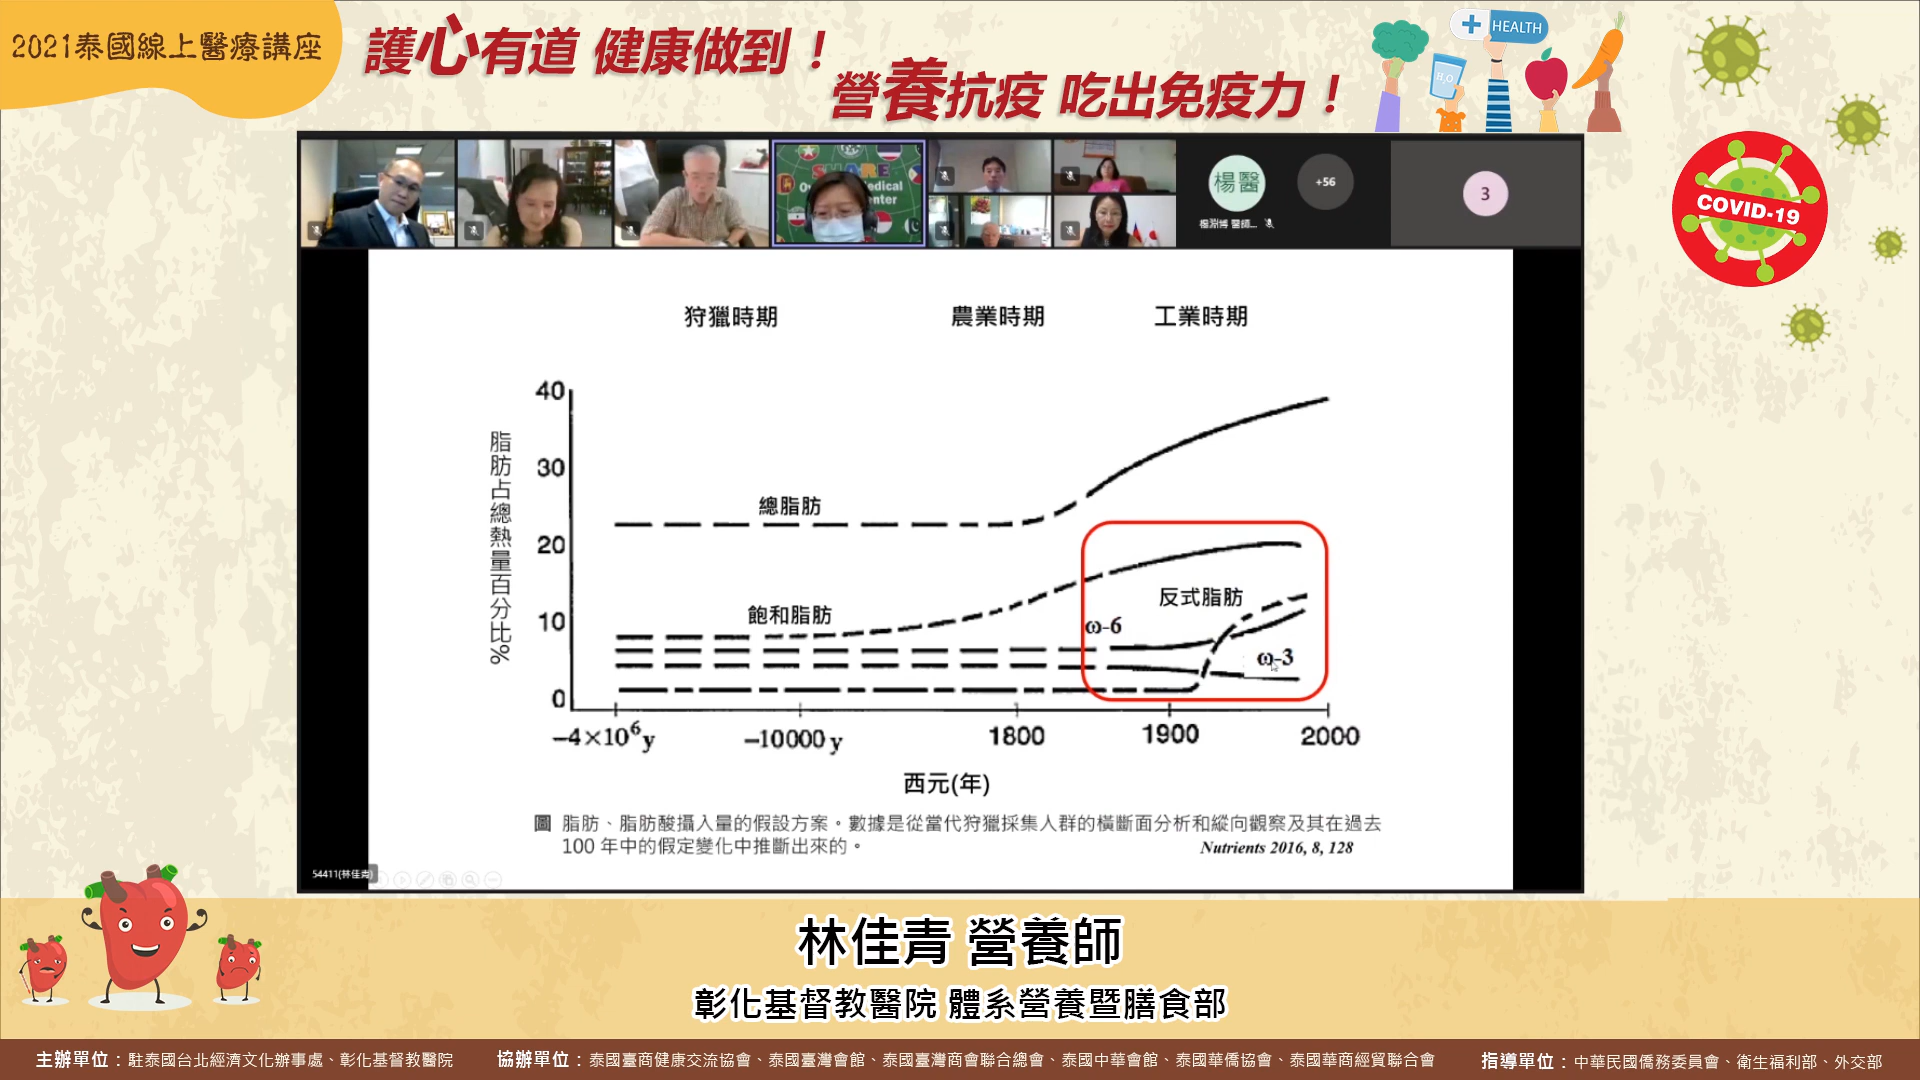 2021泰國線上醫療講座
護心有道 健康做到！
營養抗疫 吃出免疫力！
HEALTH
H₂O
COVID-19
SHARE
楊醫
+56
3
楊淵博 醫師...
狩獵時期
農業時期
工業時期
脂肪占總熱量百分比%
40
30
20
10
0
總脂肪
飽和脂肪
反式脂肪
ω-6
ω-3
−4×10⁶y
−10000 y
1800
1900
2000
西元(年)
圖 脂肪、脂肪酸攝入量的假設方案。數據是從當代狩獵採集人群的橫斷面分析和縱向觀察及其在過去
100 年中的假定變化中推斷出來的。
Nutrients 2016, 8, 128
54411(林佳青)
林佳青 營養師
彰化基督教醫院 體系營養暨膳食部
主辦單位：駐泰國台北經濟文化辦事處、彰化基督教醫院
協辦單位：泰國臺商健康交流協會、泰國臺灣會館、泰國臺灣商會聯合總會、泰國中華會館、泰國華僑協會、泰國華商經貿聯合會
指導單位：中華民國僑務委員會、衛生福利部、外交部